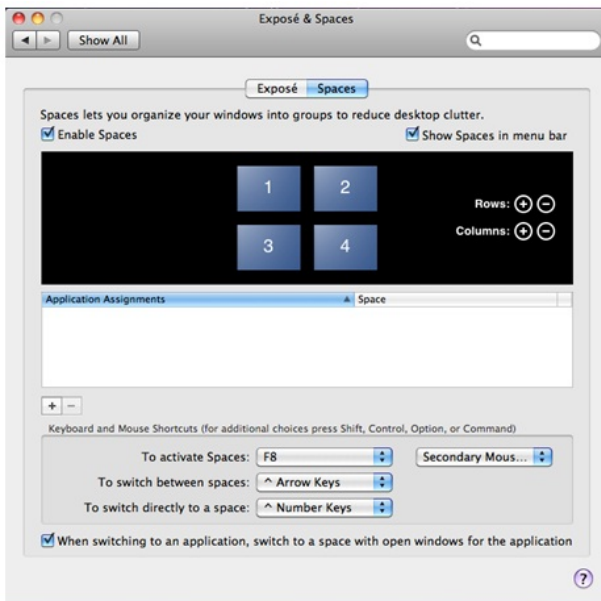 Exposé & Spaces
Show All
Exposé Spaces
Spaces lets you organize your windows into groups to reduce desktop clutter.
Enable Spaces Show Spaces in menu bar
1 2
Rows: + −
Columns: + −
3 4
Application Assignments Space
+ −
Keyboard and Mouse Shortcuts (for additional choices press Shift, Control, Option, or Command)
To activate Spaces: F8 Secondary Mous...
To switch between spaces: ^ Arrow Keys
To switch directly to a space: ^ Number Keys
When switching to an application, switch to a space with open windows for the application
?